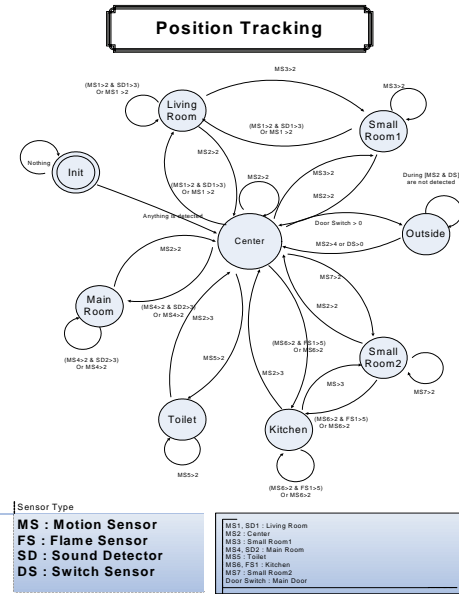 Position Tracking
MS3>2
(MS1>2 & SD1>3)
Or MS1 >2
Living
Room
MS3>2
Small
Room1
(MS1>2 & SD1>3)
Or MS1 >2
Nothing
Init
MS2>2
MS3>2
MS2>2
(MS1>2 & SD1>3)
Or MS1 >2
MS2>2
During [MS2 & DS]
are not detected
Anything is detected
Door Switch > 0
Outside
Center
MS2>4 or DS>0
MS2>2
MS7>2
Main
Room
(MS4>2 & SD2>3)
Or MS4>2
MS2>3
MS2>2
(MS6>2 & FS1>5)
Or MS6>2
(MS4>2 & SD2>3)
Or MS4>2
MS5>2
MS2>3
Small
Room2
MS>3
MS7>2
Toilet
Kitchen
(MS6>2 & FS1>5)
Or MS6>2
MS5>2
(MS6>2 & FS1>5)
Or MS6>2
Sensor Type
MS : Motion Sensor
FS : Flame Sensor
SD : Sound Detector
DS : Switch Sensor
MS1, SD1 : Living Room
MS2 : Center
MS3 : Small Room1
MS4, SD2 : Main Room
MS5 : Toilet
MS6, FS1 : Kitchen
MS7 : Small Room2
Door Switch : Main Door